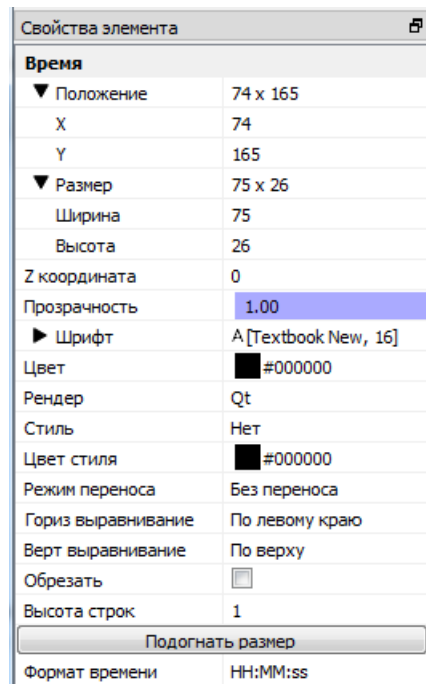 Свойства элемента
Время
Положение 74 x 165
X 74
Y 165
Размер 75 x 26
Ширина 75
Высота 26
Z координата 0
Прозрачность 1.00
Шрифт A [Textbook New, 16]
Цвет #000000
Рендер Qt
Стиль Нет
Цвет стиля #000000
Режим переноса Без переноса
Гориз выравнивание По левому краю
Верт выравнивание По верху
Обрезать
Высота строк 1
Подогнать размер
Формат времени HH:MM:ss